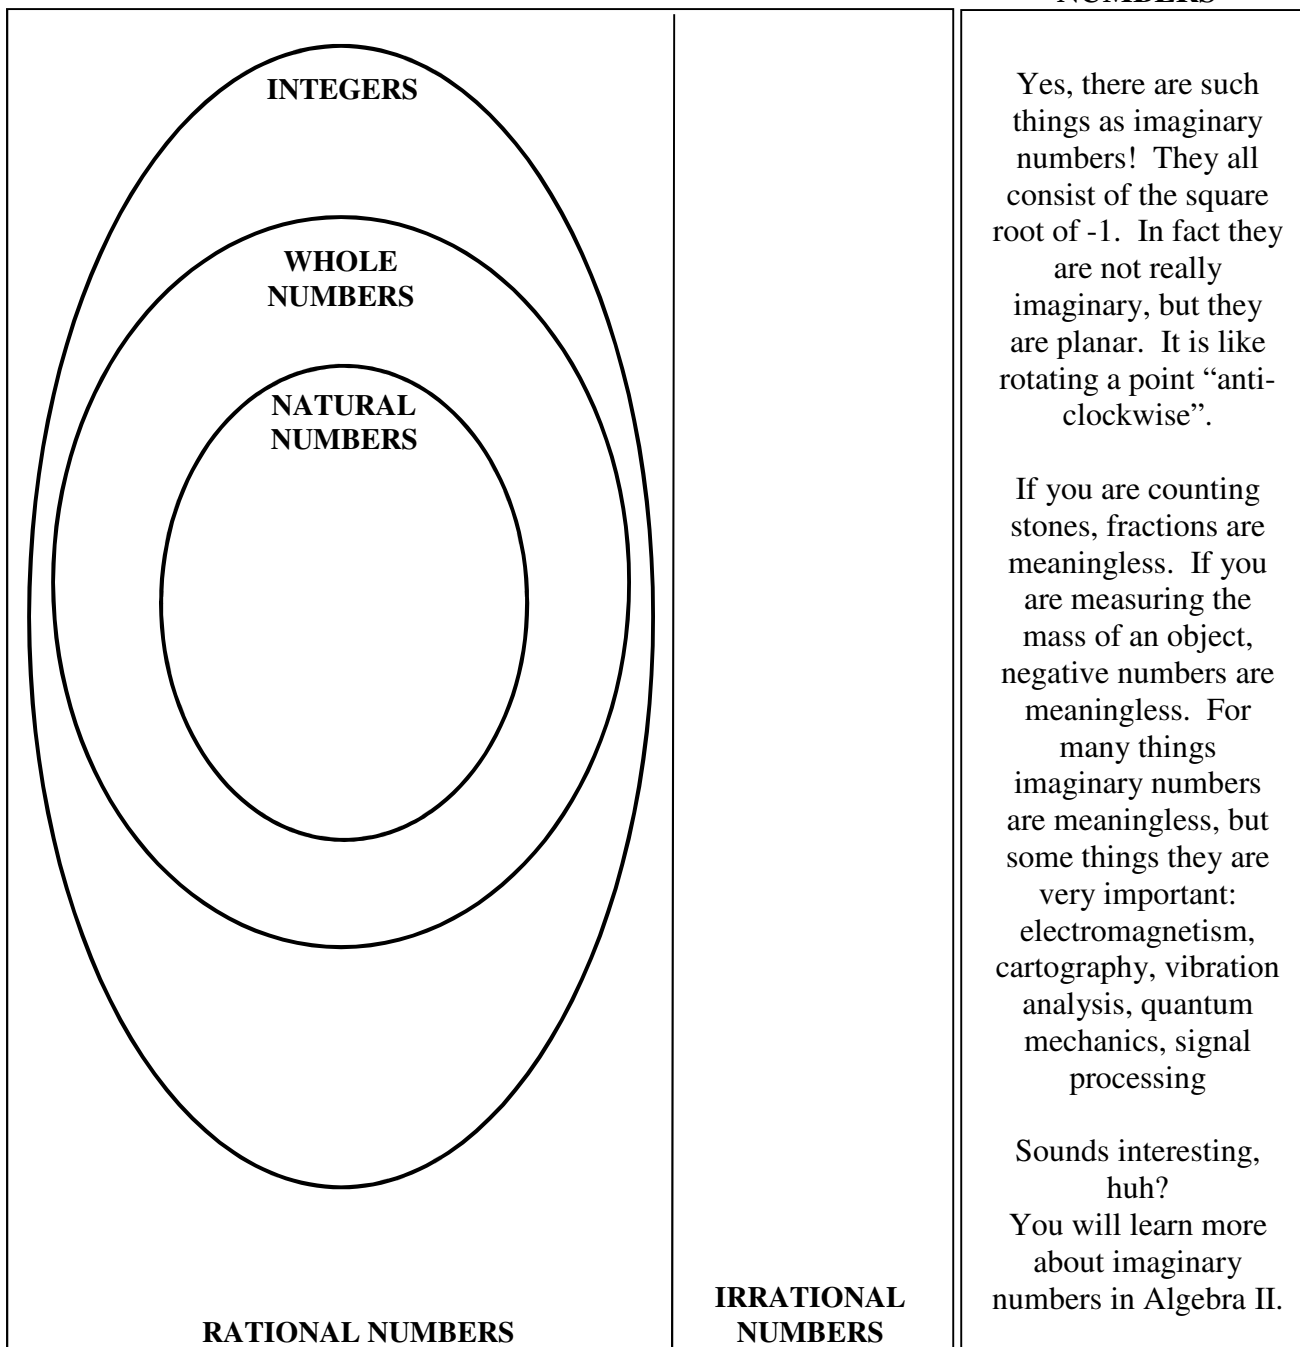 NUMBERS
INTEGERS
WHOLE
NUMBERS
NATURAL
NUMBERS
RATIONAL NUMBERS
IRRATIONAL
NUMBERS
Yes, there are such
things as imaginary
numbers!  They all
consist of the square
root of -1.  In fact they
are not really
imaginary, but they
are planar.  It is like
rotating a point “anti-
clockwise”.
If you are counting
stones, fractions are
meaningless.  If you
are measuring the
mass of an object,
negative numbers are
meaningless.  For
many things
imaginary numbers
are meaningless, but
some things they are
very important:
electromagnetism,
cartography, vibration
analysis, quantum
mechanics, signal
processing
Sounds interesting,
huh?
You will learn more
about imaginary
numbers in Algebra II.